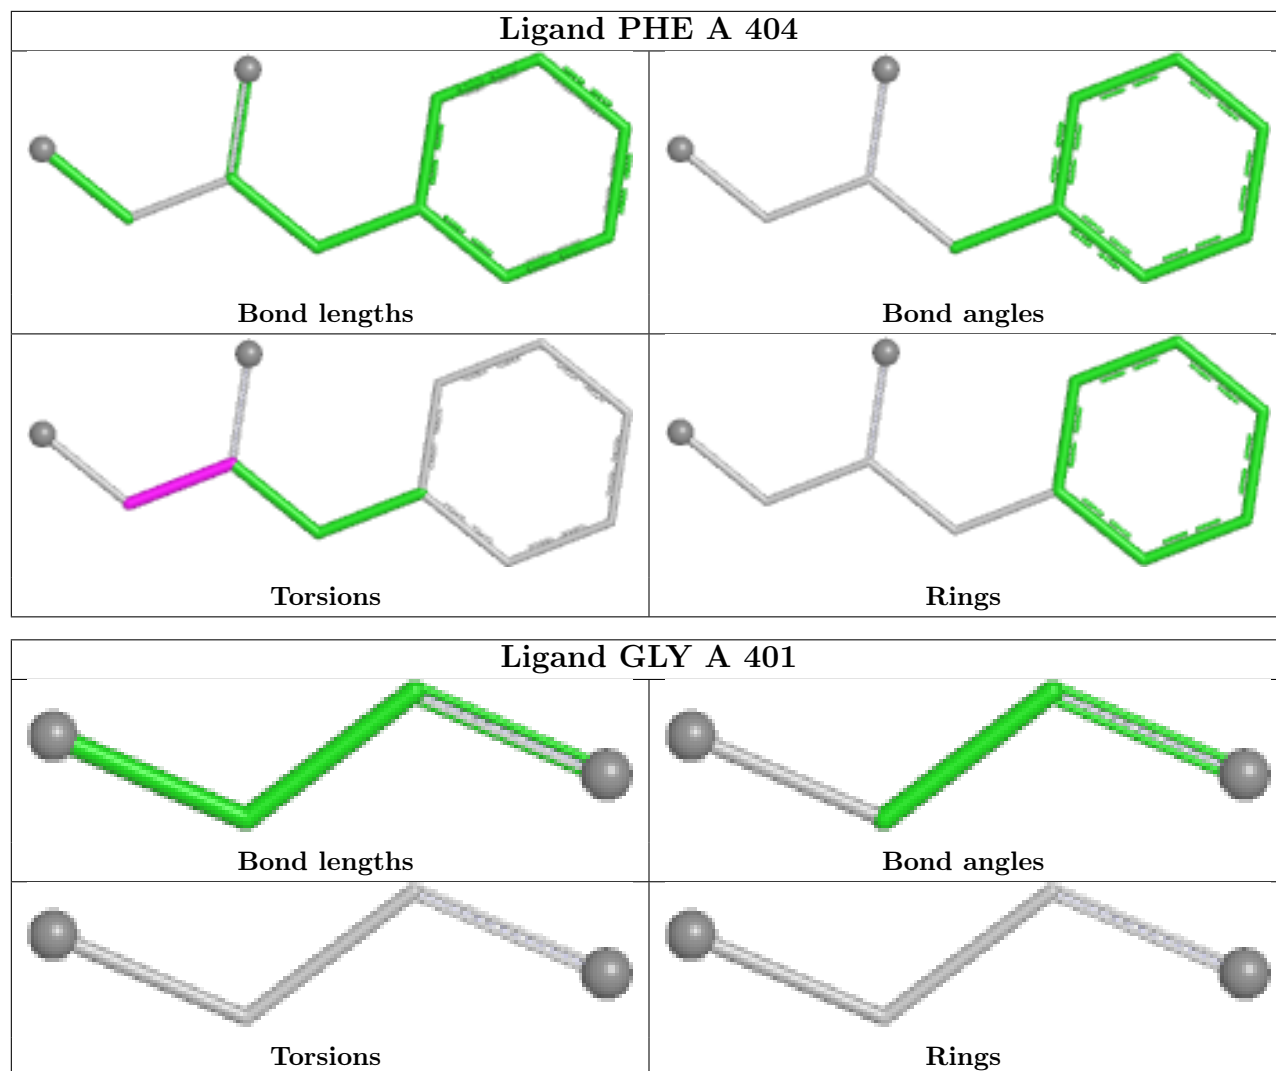 Ligand PHE A 404
Bond lengths
Bond angles
Torsions
Rings
Ligand GLY A 401
Bond lengths
Bond angles
Torsions
Rings